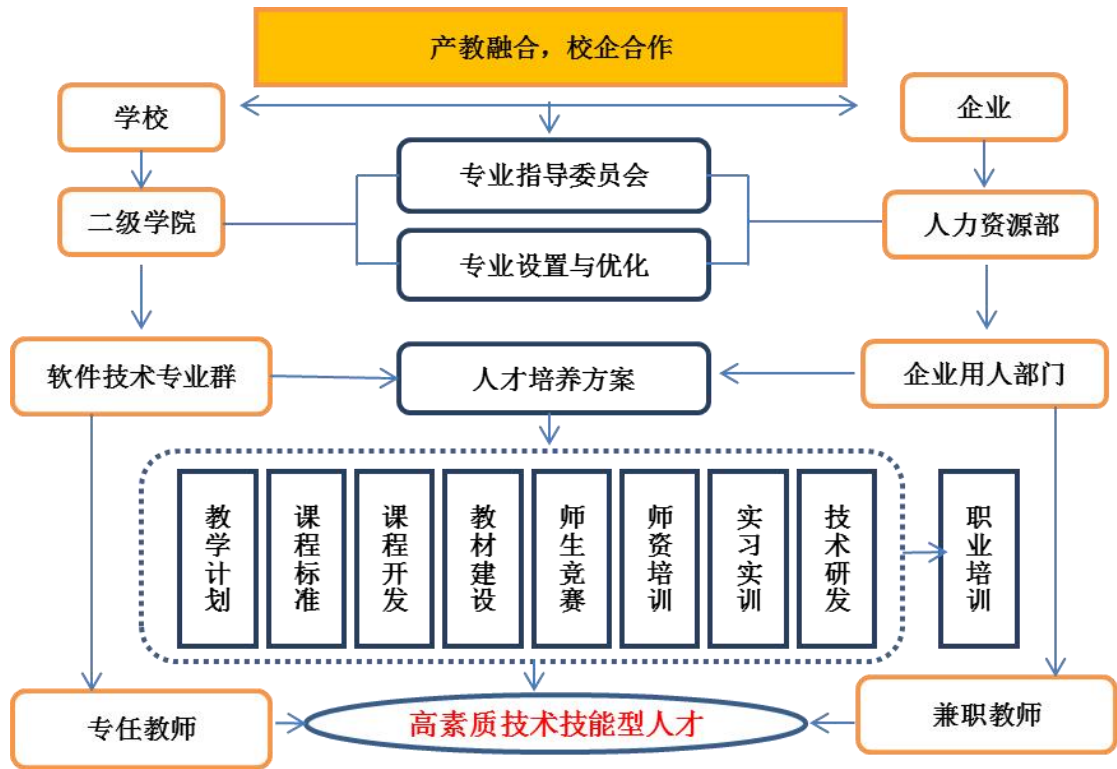 产教融合，校企合作
学校
企业
专业指导委员会
二级学院
人力资源部
专业设置与优化
软件技术专业群
人才培养方案
企业用人部门
教学计划
课程标准
课程开发
教材建设
师生竞赛
师资培训
实习实训
技术研发
职业培训
专任教师
高素质技术技能型人才
兼职教师